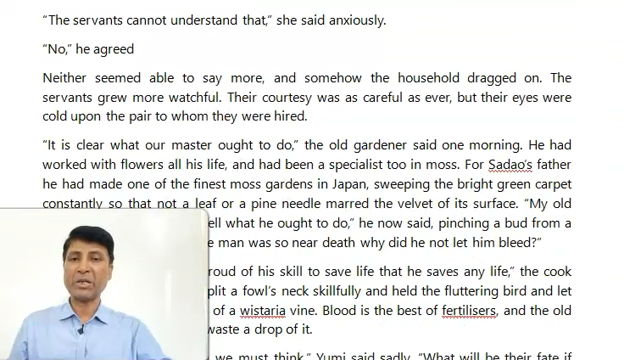 “The servants cannot understand that,” she said anxiously.
“No,” he agreed
Neither seemed able to say more, and somehow the household dragged on. The
servants grew more watchful. Their courtesy was as careful as ever, but their eyes were
cold upon the pair to whom they were hired.
“It is clear what our master ought to do,” the old gardener said one morning. He had
worked with flowers all his life, and had been a specialist too in moss. For Sadao’s father
he had made one of the finest moss gardens in Japan, sweeping the bright green carpet
constantly so that not a leaf or a pine needle marred the velvet of its surface. “My old
ell what he ought to do,” he now said, pinching a bud from a
e man was so near death why did he not let him bleed?”
roud of his skill to save life that he saves any life,” the cook
plit a fowl’s neck skillfully and held the fluttering bird and let
of a wistaria vine. Blood is the best of fertilisers, and the old
waste a drop of it.
we must think,” Yumi said sadly. “What will be their fate if